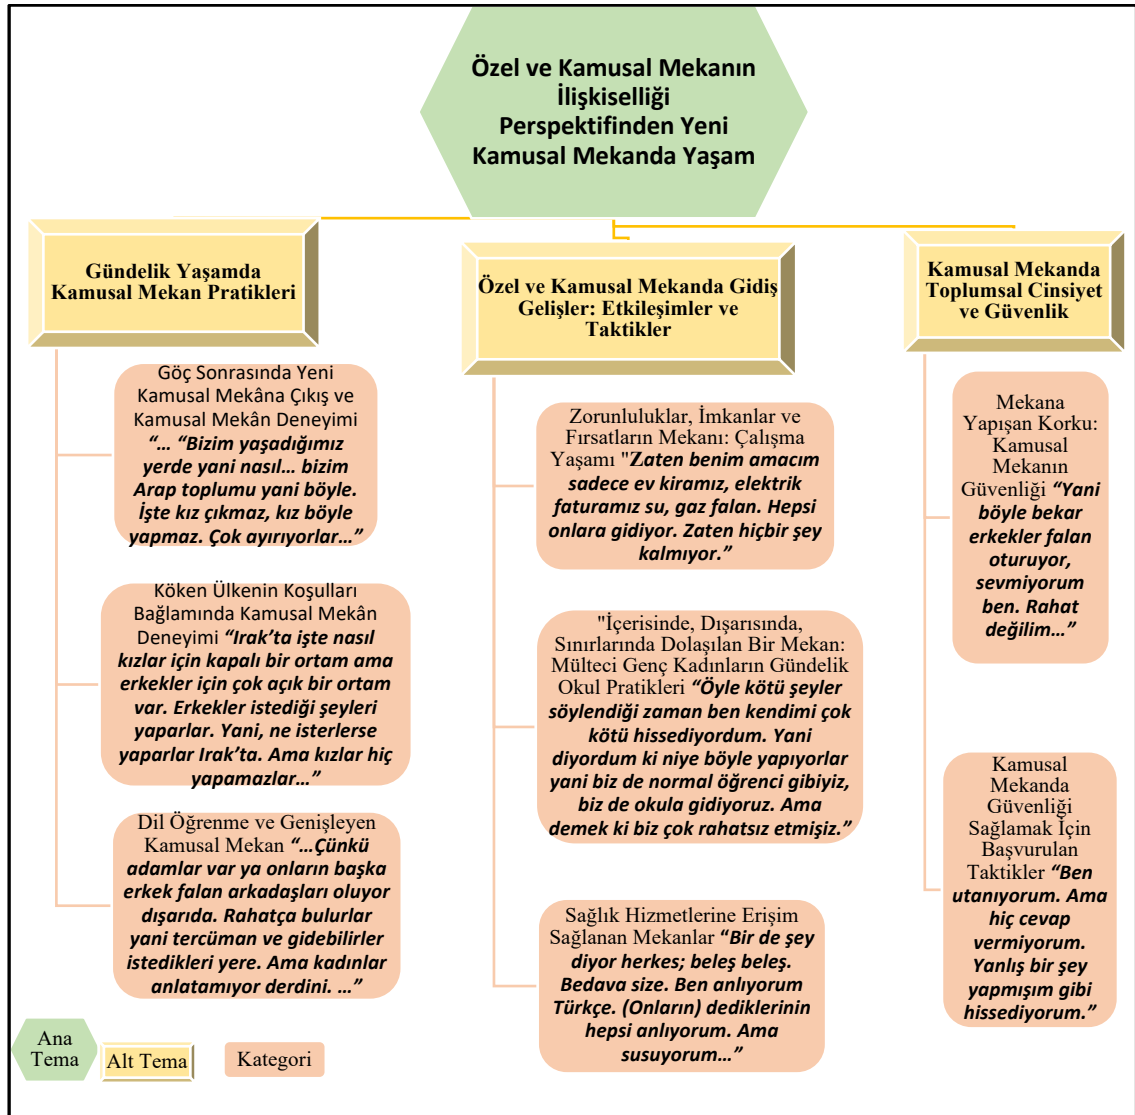 Özel ve Kamusal Mekanın
İlişkiselliği
Perspektifinden Yeni
Kamusal Mekanda Yaşam
Gündelik Yaşamda
Kamusal Mekan Pratikleri
Göç Sonrasında Yeni
Kamusal Mekâna Çıkış ve
Kamusal Mekân Deneyimi
“… “Bizim yaşadığımız
yerde yani nasıl… bizim
Arap toplumu yani böyle.
İşte kız çıkmaz, kız böyle
yapmaz. Çok ayırıyorlar…”
Köken Ülkenin Koşulları
Bağlamında Kamusal Mekân
Deneyimi “Irak’ta işte nasıl
kızlar için kapalı bir ortam ama
erkekler için çok açık bir ortam
var. Erkekler istediği şeyleri
yaparlar. Yani, ne isterlerse
yaparlar Irak’ta. Ama kızlar hiç
yapamazlar…”
Dil Öğrenme ve Genişleyen
Kamusal Mekan “…Çünkü
adamlar var ya onların başka
erkek falan arkadaşları oluyor
dışarıda. Rahatça bulurlar
yani tercüman ve gidebilirler
istedikleri yere. Ama kadınlar
anlatamıyor derdini. …”
Özel ve Kamusal Mekanda Gidiş
Gelişler: Etkileşimler ve
Taktikler
Zorunluluklar, İmkanlar ve
Fırsatların Mekanı: Çalışma
Yaşamı "Zaten benim amacım
sadece ev kiramız, elektrik
faturamız su, gaz falan. Hepsi
onlara gidiyor. Zaten hiçbir şey
kalmıyor.”
"İçerisinde, Dışarısında,
Sınırlarında Dolaşılan Bir Mekan:
Mülteci Genç Kadınların Gündelik
Okul Pratikleri “Öyle kötü şeyler
söylendiği zaman ben kendimi çok
kötü hissediyordum. Yani
diyordum ki niye böyle yapıyorlar
yani biz de normal öğrenci gibiyiz,
biz de okula gidiyoruz. Ama
demek ki biz çok rahatsız etmişiz.”
Sağlık Hizmetlerine Erişim
Sağlanan Mekanlar “Bir de şey
diyor herkes; beleş beleş.
Bedava size. Ben anlıyorum
Türkçe. (Onların) dediklerinin
hepsi anlıyorum. Ama
susuyorum…”
Kamusal Mekanda
Toplumsal Cinsiyet
ve Güvenlik
Mekana
Yapışan Korku:
Kamusal
Mekanın
Güvenliği “Yani
böyle bekar
erkekler falan
oturuyor,
sevmiyorum
ben. Rahat
değilim…”
Kamusal
Mekanda
Güvenliği
Sağlamak İçin
Başvurulan
Taktikler “Ben
utanıyorum. Ama
hiç cevap
vermiyorum.
Yanlış bir şey
yapmışım gibi
hissediyorum.”
Ana
Tema
Alt Tema
Kategori